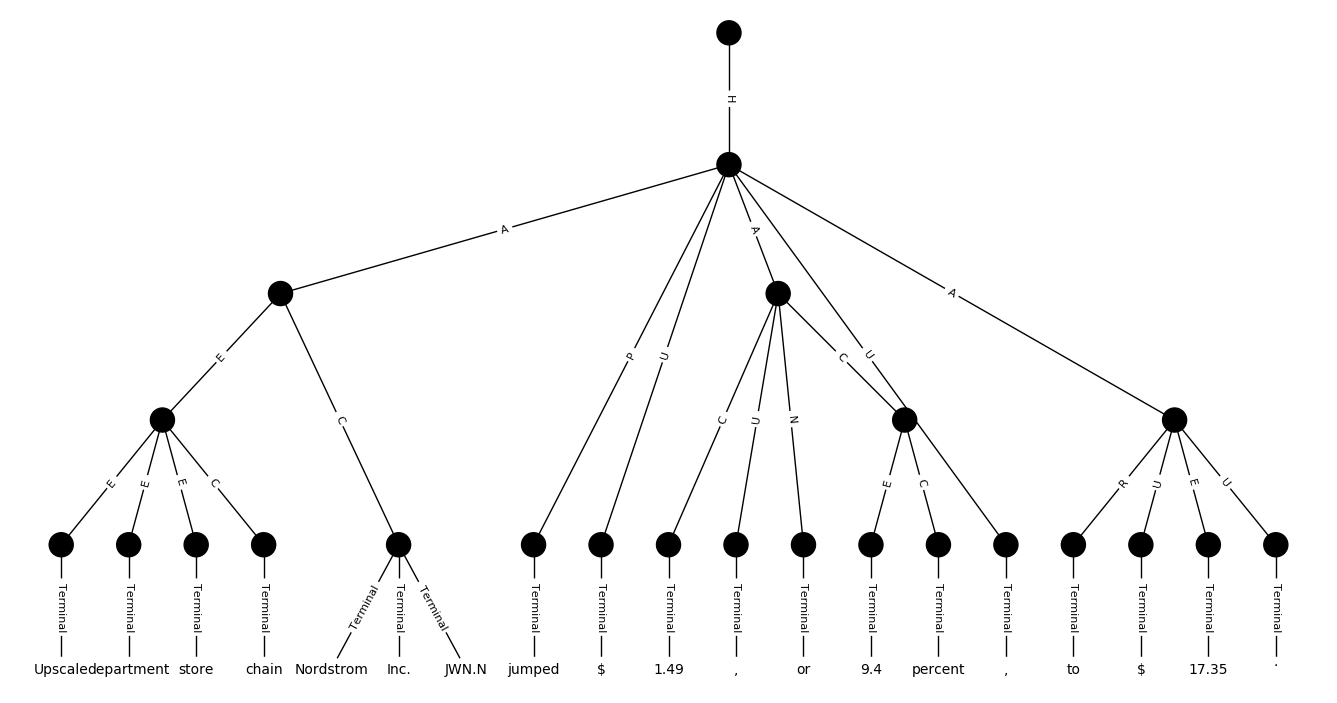 H
A
A
A
E
C
P
U
C
U
C
U
N
E
E
E
C
E
C
R
U
E
U
Terminal Terminal Terminal Terminal Terminal Terminal Terminal Terminal Terminal Terminal Terminal Terminal Terminal Terminal Terminal Terminal Terminal Terminal Terminal
Upscale department store chain Nordstrom Inc. JWN.N jumped $ 1.49 , or 9.4 percent , to $ 17.35 .